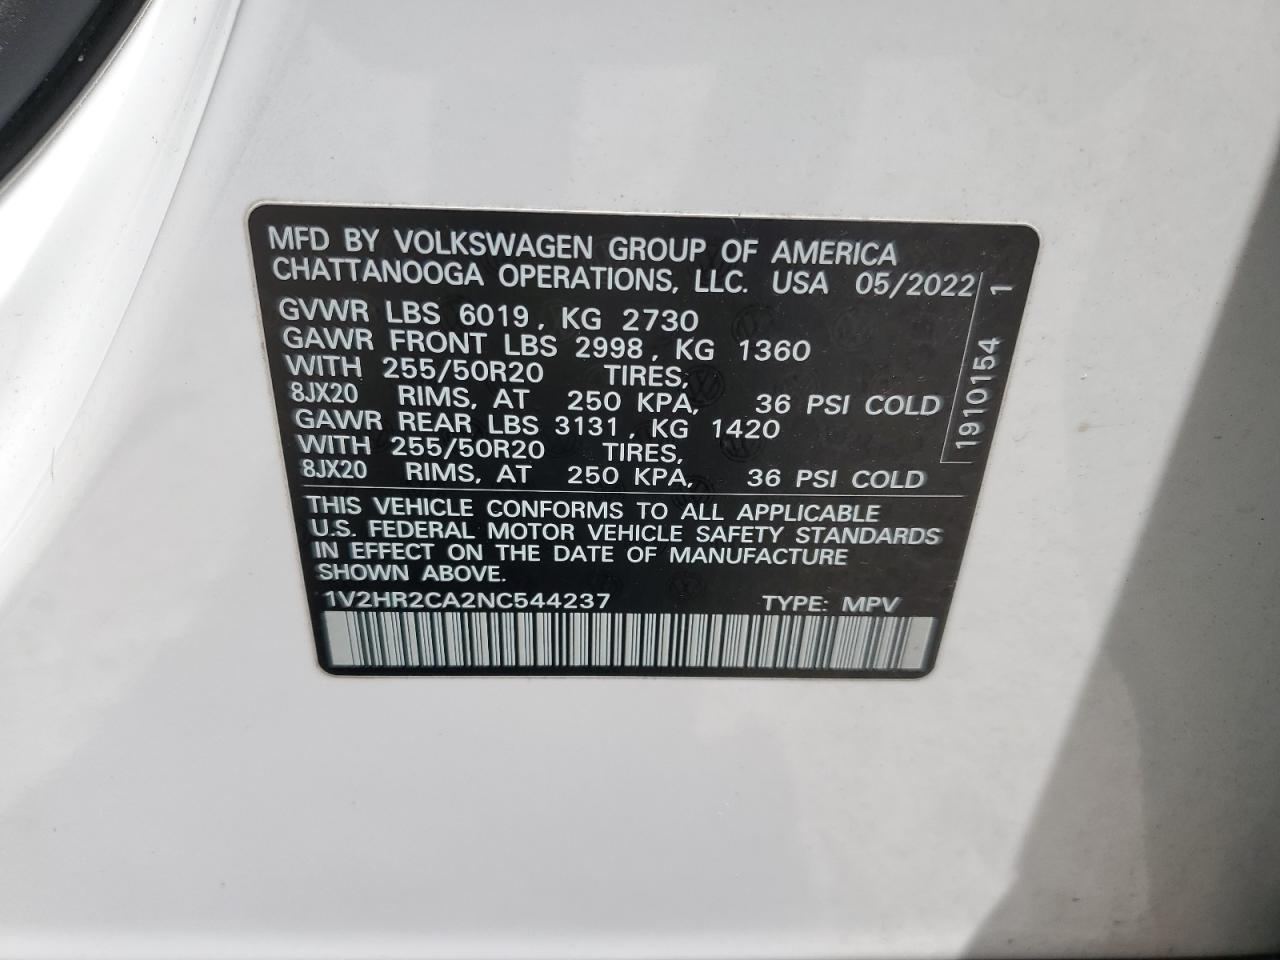 MFD BY VOLKSWAGEN GROUP OF AMERICA
CHATTANOOGA OPERATIONS, LLC. USA 05/2022
GVWR LBS 6019, KG 2730
GAWR FRONT LBS 2998, KG 1360
WITH 255/50R20 TIRES,
8JX20 RIMS, AT 250 KPA, 36 PSI COLD
GAWR REAR LBS 3131, KG 1420
WITH 255/50R20 TIRES,
8JX20 RIMS, AT 250 KPA, 36 PSI COLD
THIS VEHICLE CONFORMS TO ALL APPLICABLE
U.S. FEDERAL MOTOR VEHICLE SAFETY STANDARDS
IN EFFECT ON THE DATE OF MANUFACTURE
SHOWN ABOVE.
1V2HR2CA2NC544237 TYPE: MPV
1910154 1